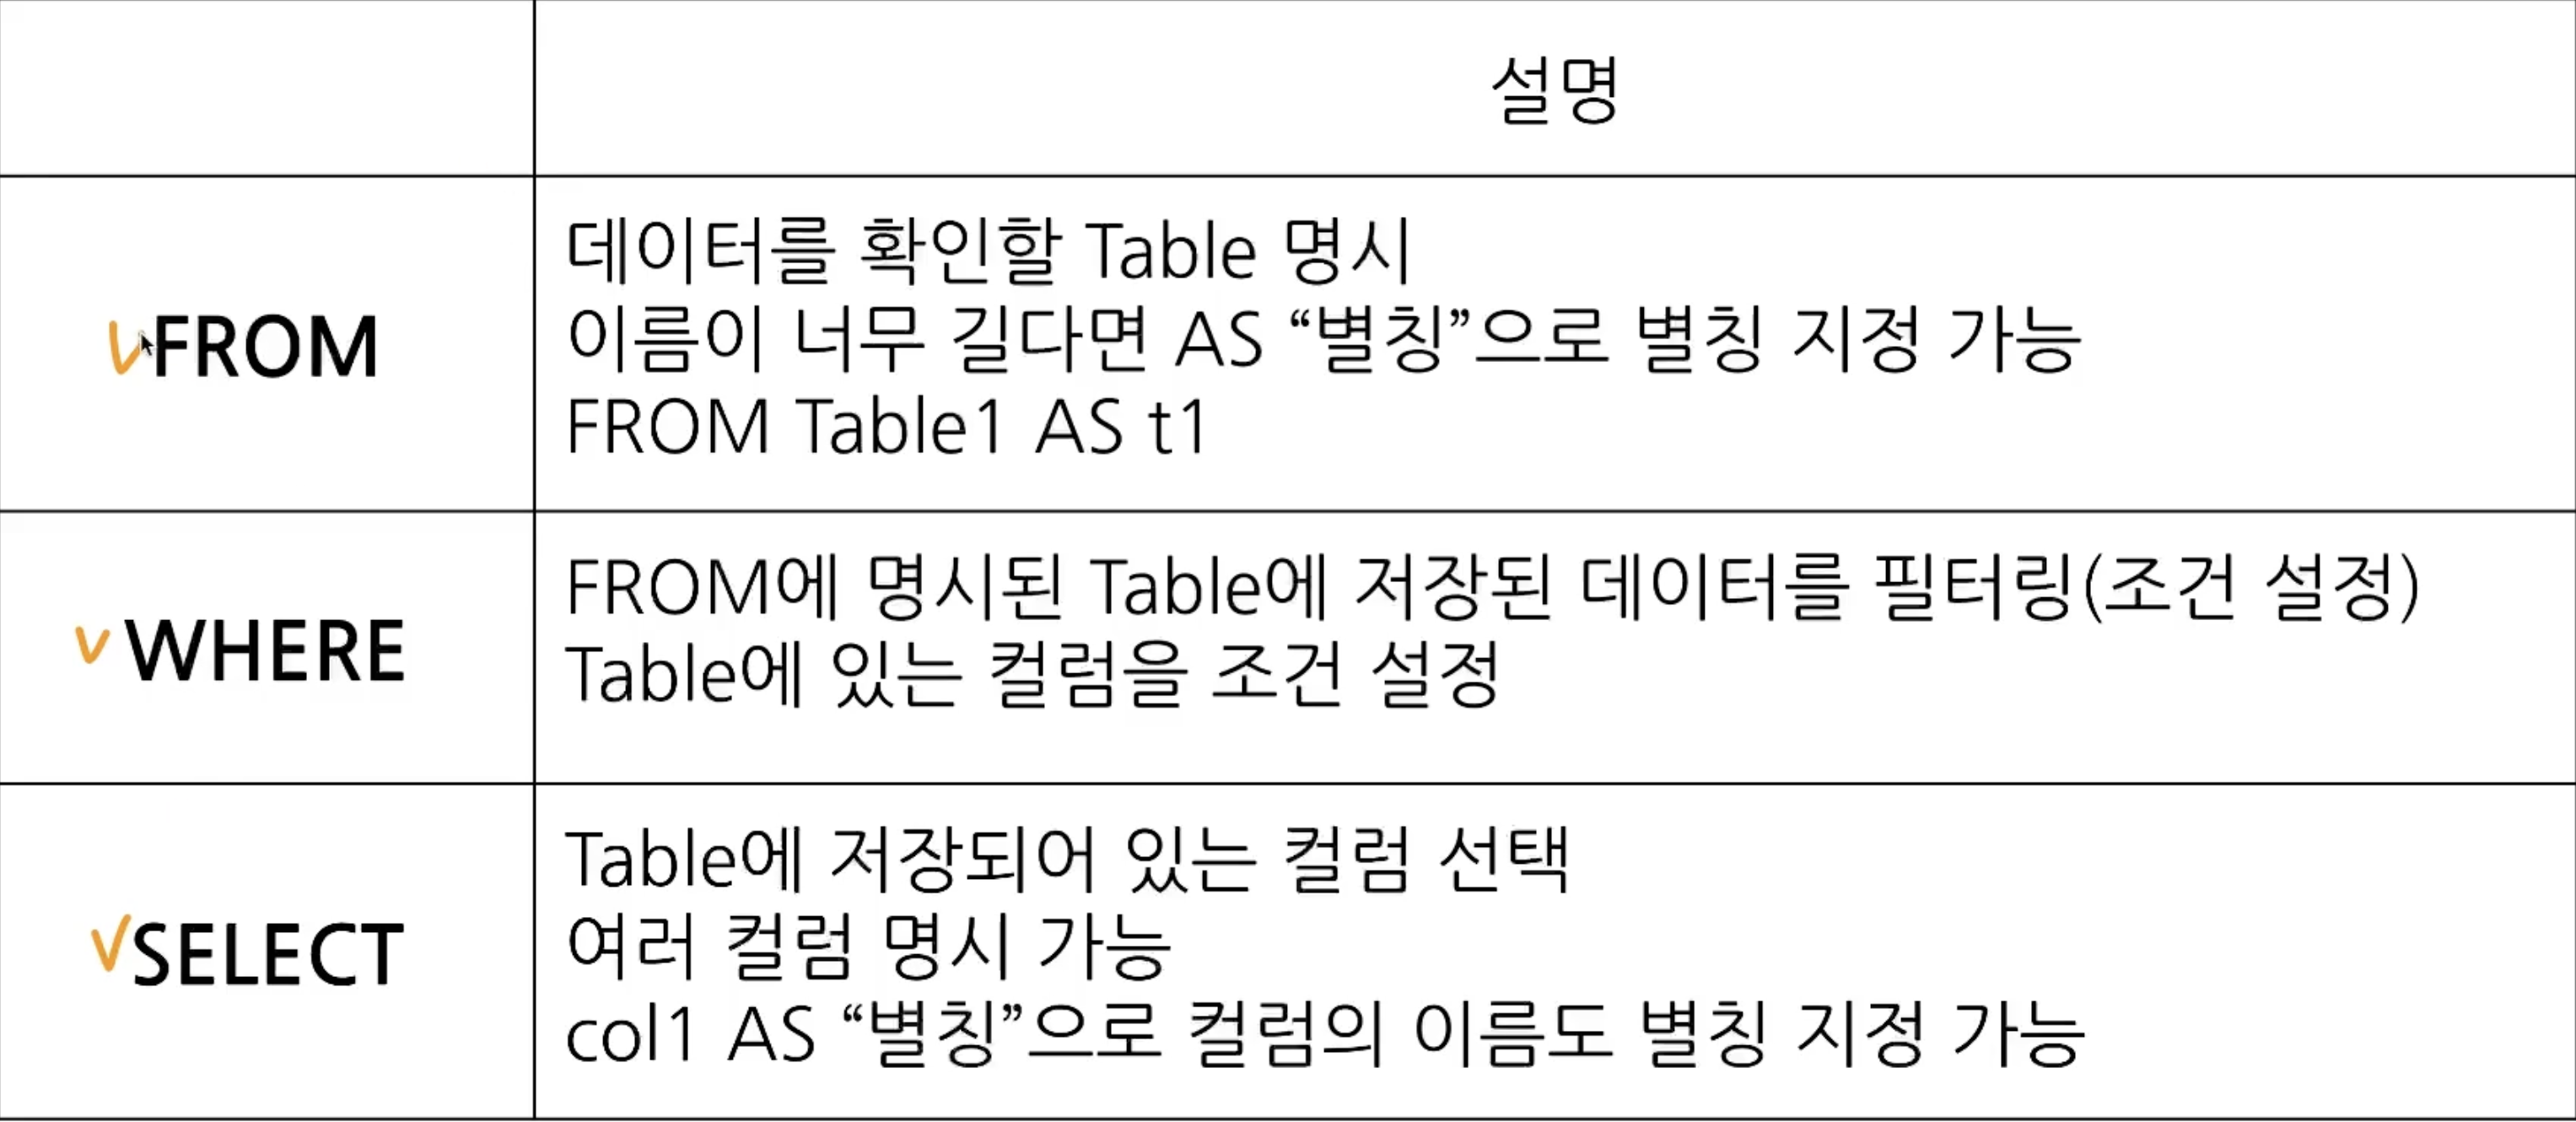 설명
FROM
데이터를 확인할 Table 명시
이름이 너무 길다면 AS “별칭”으로 별칭 지정 가능
FROM Table1 AS t1
WHERE
FROM에 명시된 Table에 저장된 데이터를 필터링(조건 설정)
Table에 있는 컬럼을 조건 설정
SELECT
Table에 저장되어 있는 컬럼 선택
여러 컬럼 명시 가능
col1 AS “별칭”으로 컬럼의 이름도 별칭 지정 가능